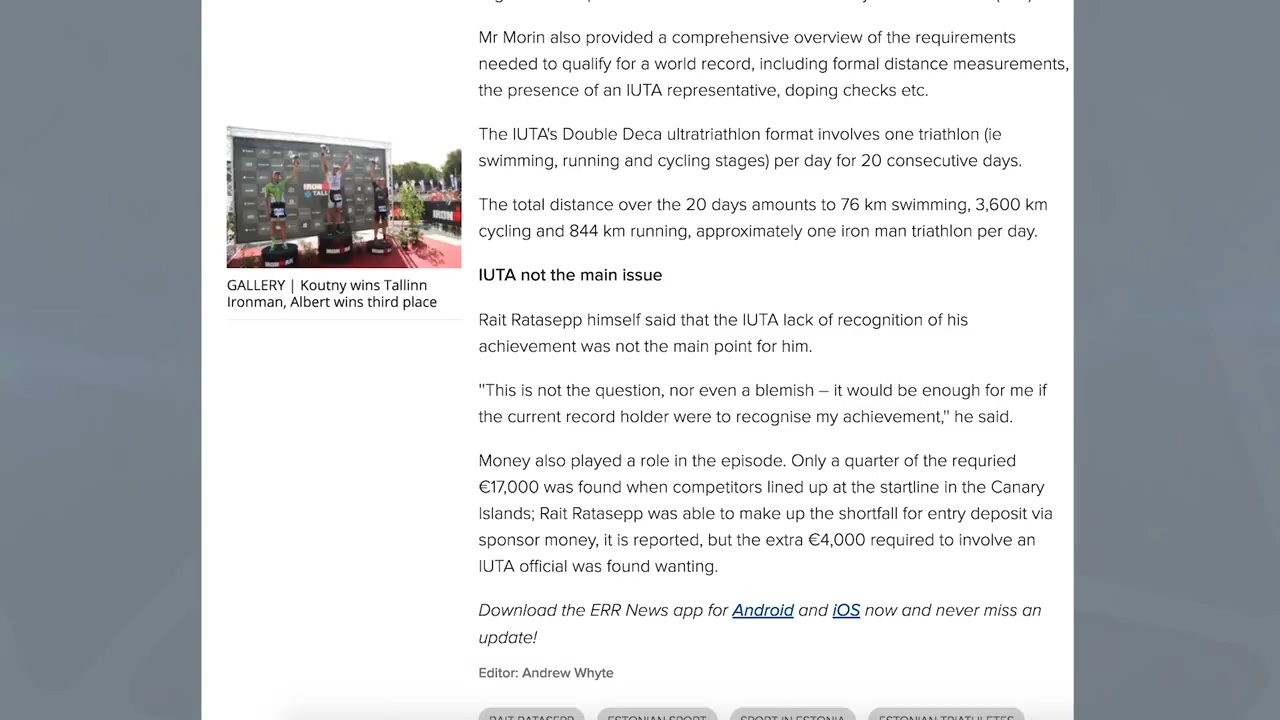 Mr Morin also provided a comprehensive overview of the requirements
needed to qualify for a world record, including formal distance measurements,
the presence of an IUTA representative, doping checks etc.
The IUTA's Double Deca ultratriathlon format involves one triathlon (ie
swimming, running and cycling stages) per day for 20 consecutive days.
The total distance over the 20 days amounts to 76 km swimming, 3,600 km
cycling and 844 km running, approximately one iron man triathlon per day.
GALLERY | Koutny wins Tallinn
Ironman, Albert wins third place
IUTA not the main issue
Rait Ratasepp himself said that the IUTA lack of recognition of his
achievement was not the main point for him.
"This is not the question, nor even a blemish – it would be enough for me if
the current record holder were to recognise my achievement," he said.
Money also played a role in the episode. Only a quarter of the requried
€17,000 was found when competitors lined up at the startline in the Canary
Islands; Rait Ratasepp was able to make up the shortfall for entry deposit via
sponsor money, it is reported, but the extra €4,000 required to involve an
IUTA official was found wanting.
Download the ERR News app for Android and iOS now and never miss an
update!
Editor: Andrew Whyte
RAIT RATASEPP ESTONIAN SPORT SPORT IN ESTONIA ESTONIAN TRIATHLETES